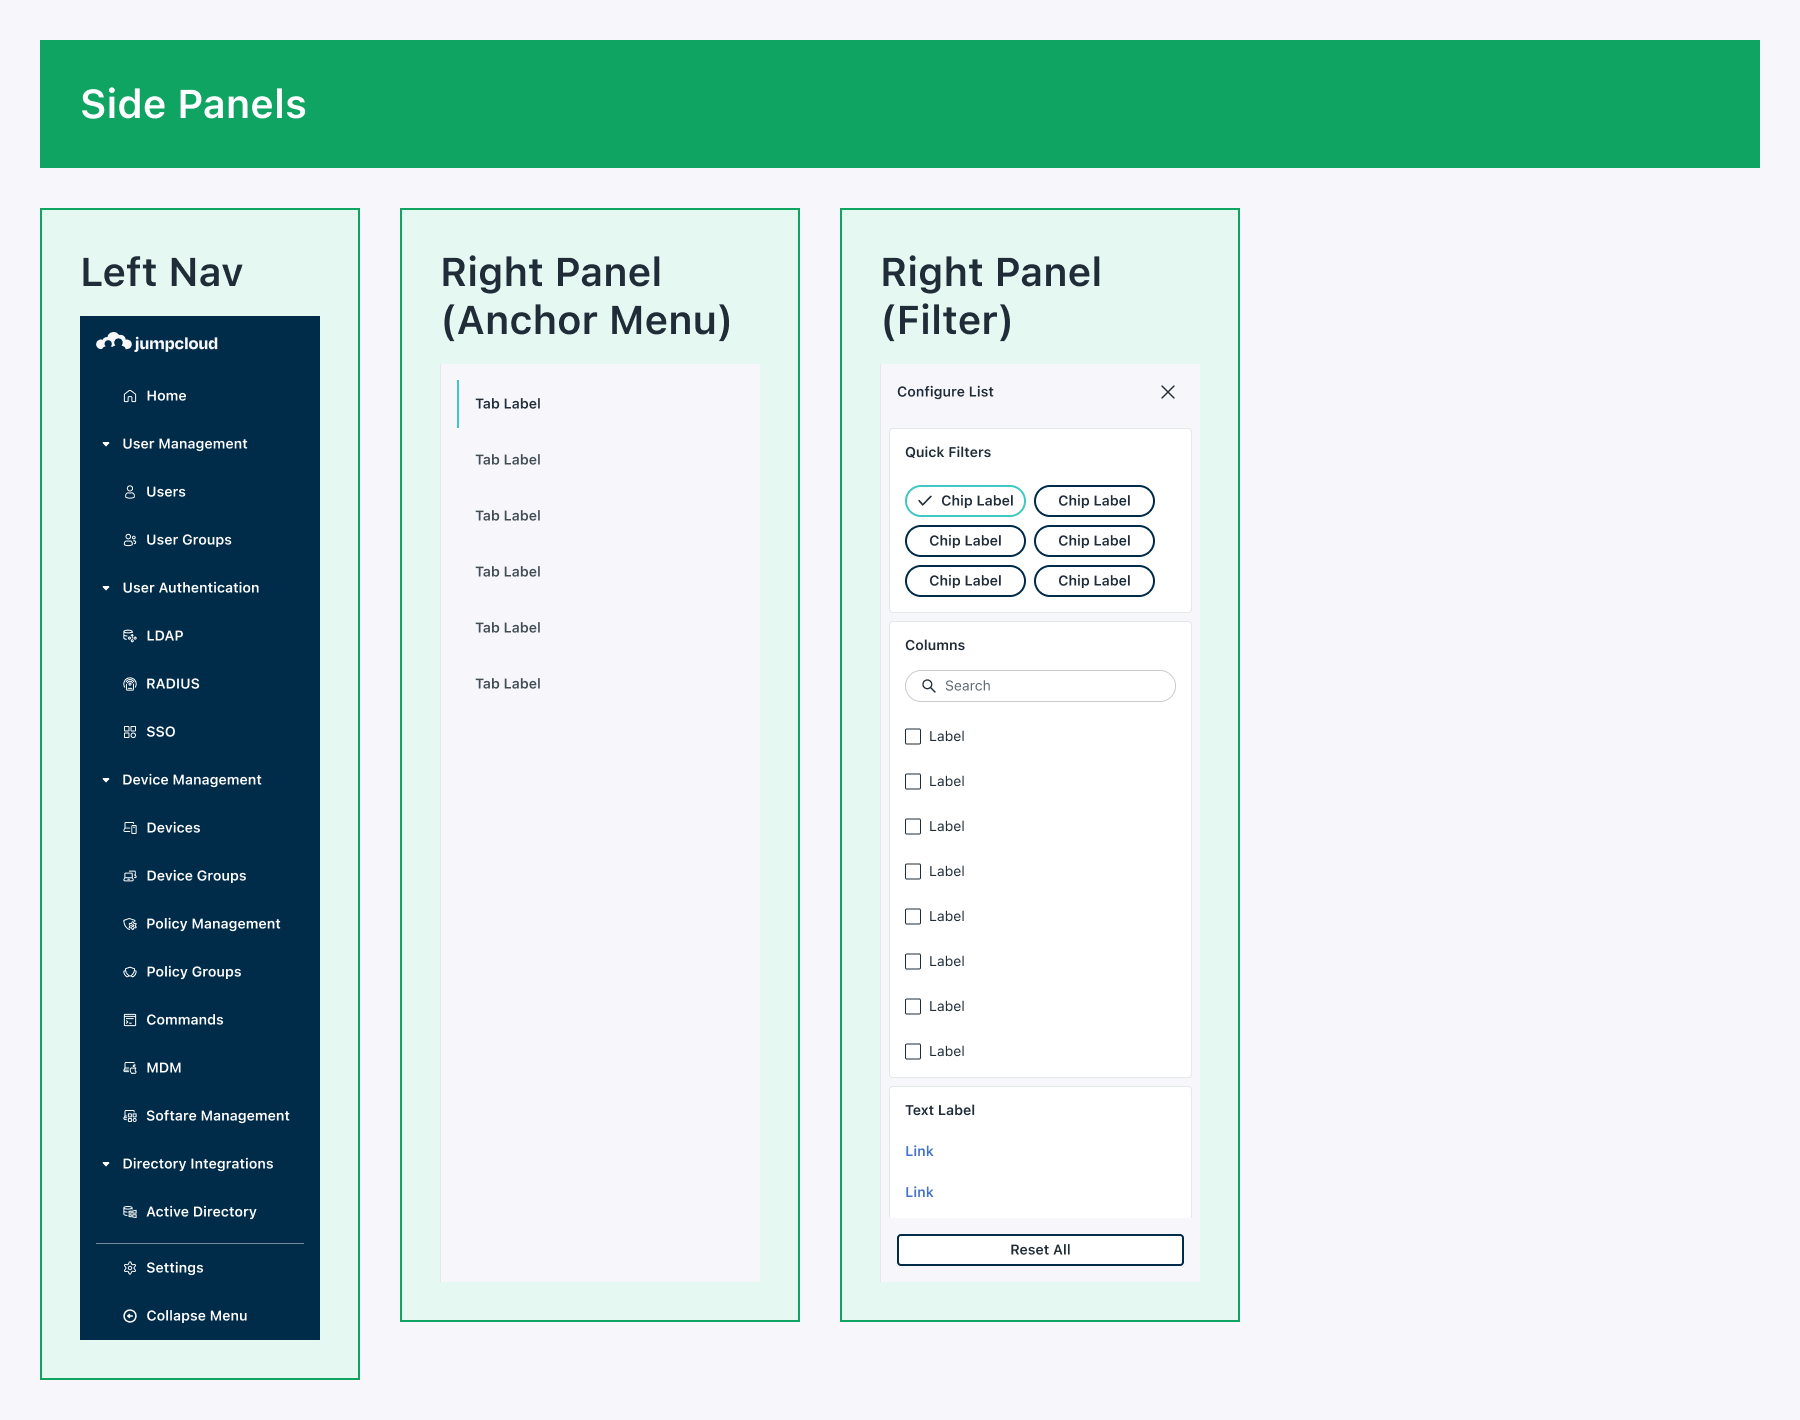 Side Panels
Left Nav
jumpcloud
Home
User Management
Users
User Groups
User Authentication
LDAP
RADIUS
SSO
Device Management
Devices
Device Groups
Policy Management
Policy Groups
Commands
MDM
Softare Management
Directory Integrations
Active Directory
Settings
Collapse Menu
Right Panel
(Anchor Menu)
Tab Label
Tab Label
Tab Label
Tab Label
Tab Label
Tab Label
Right Panel
(Filter)
Configure List
Quick Filters
Chip Label Chip Label
Chip Label Chip Label
Chip Label Chip Label
Columns
Search
Label
Label
Label
Label
Label
Label
Label
Label
Text Label
Link
Link
Reset All